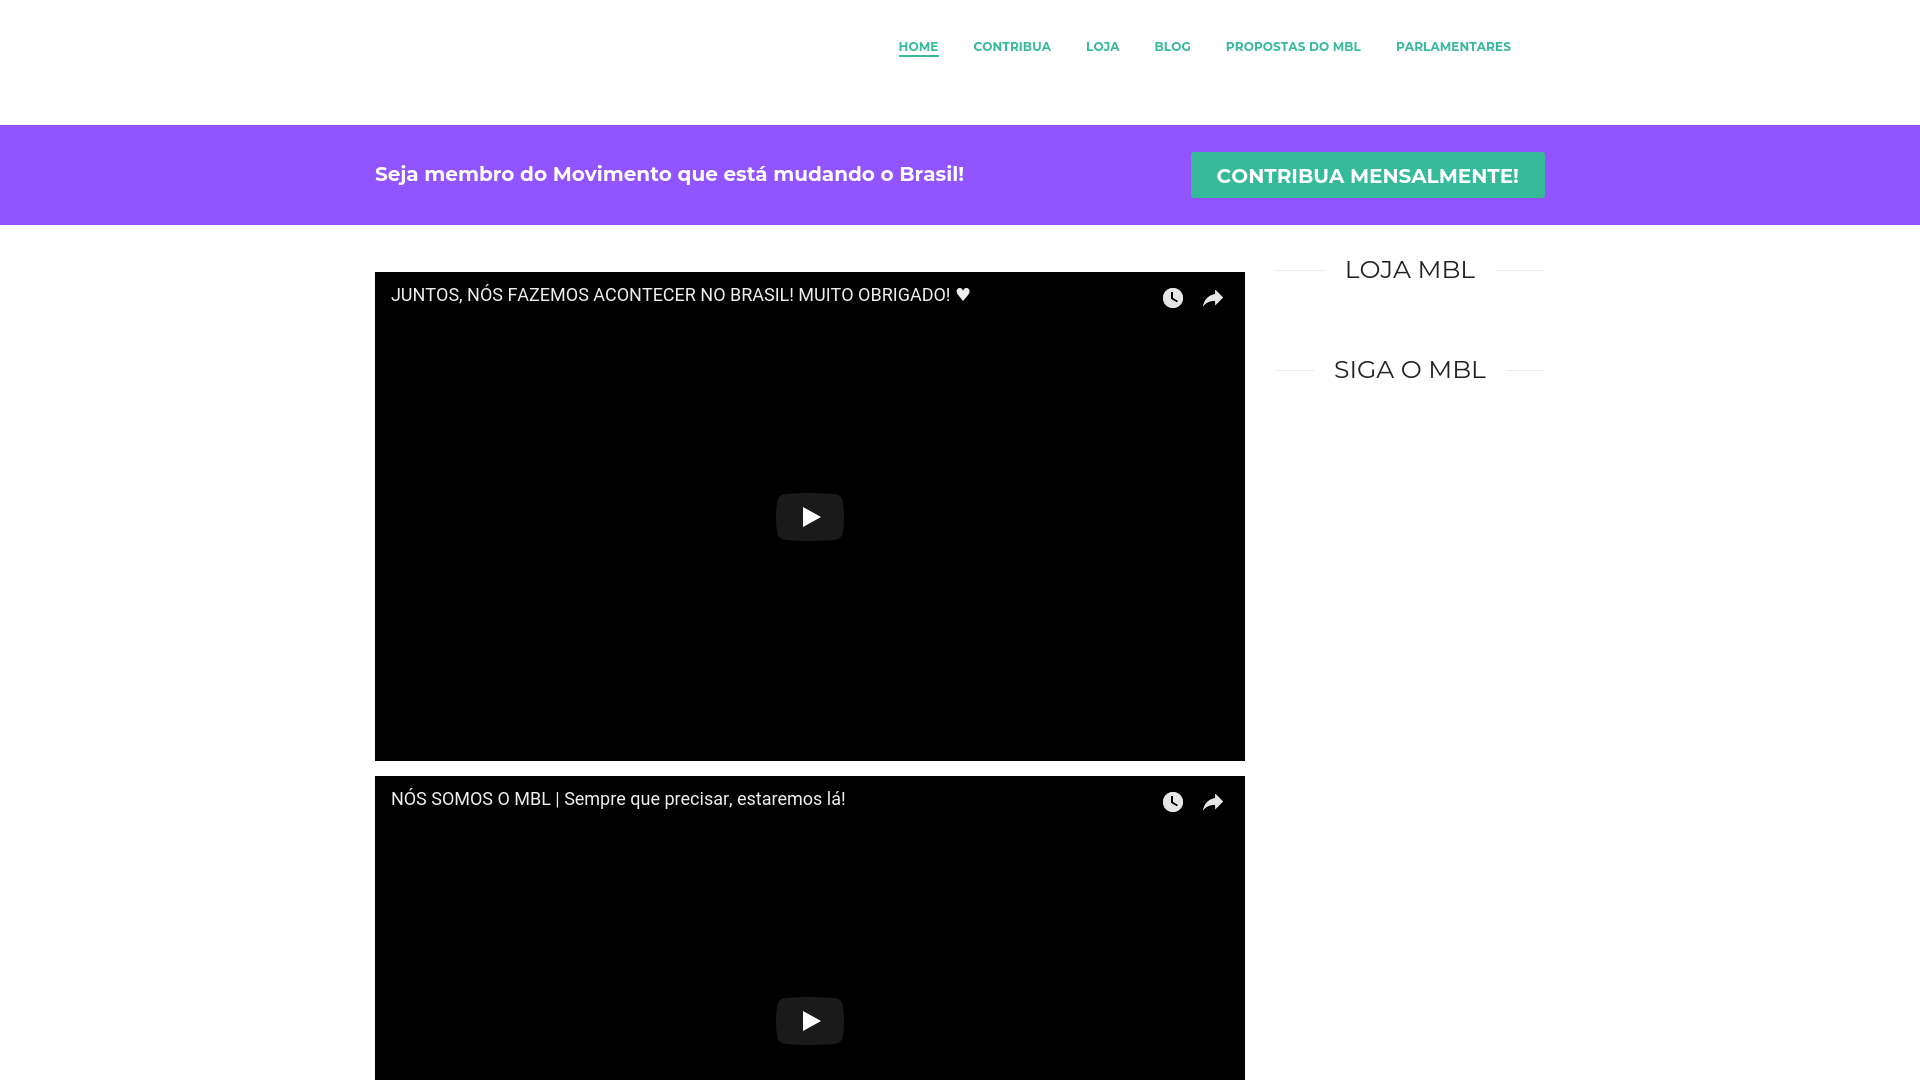 HOME CONTRIBUA LOJA BLOG PROPOSTAS DO MBL PARLAMENTARES
Seja membro do Movimento que está mudando o Brasil!
CONTRIBUA MENSALMENTE!
JUNTOS, NÓS FAZEMOS ACONTECER NO BRASIL! MUITO OBRIGADO! ♥
NÓS SOMOS O MBL | Sempre que precisar, estaremos lá!
LOJA MBL
SIGA O MBL